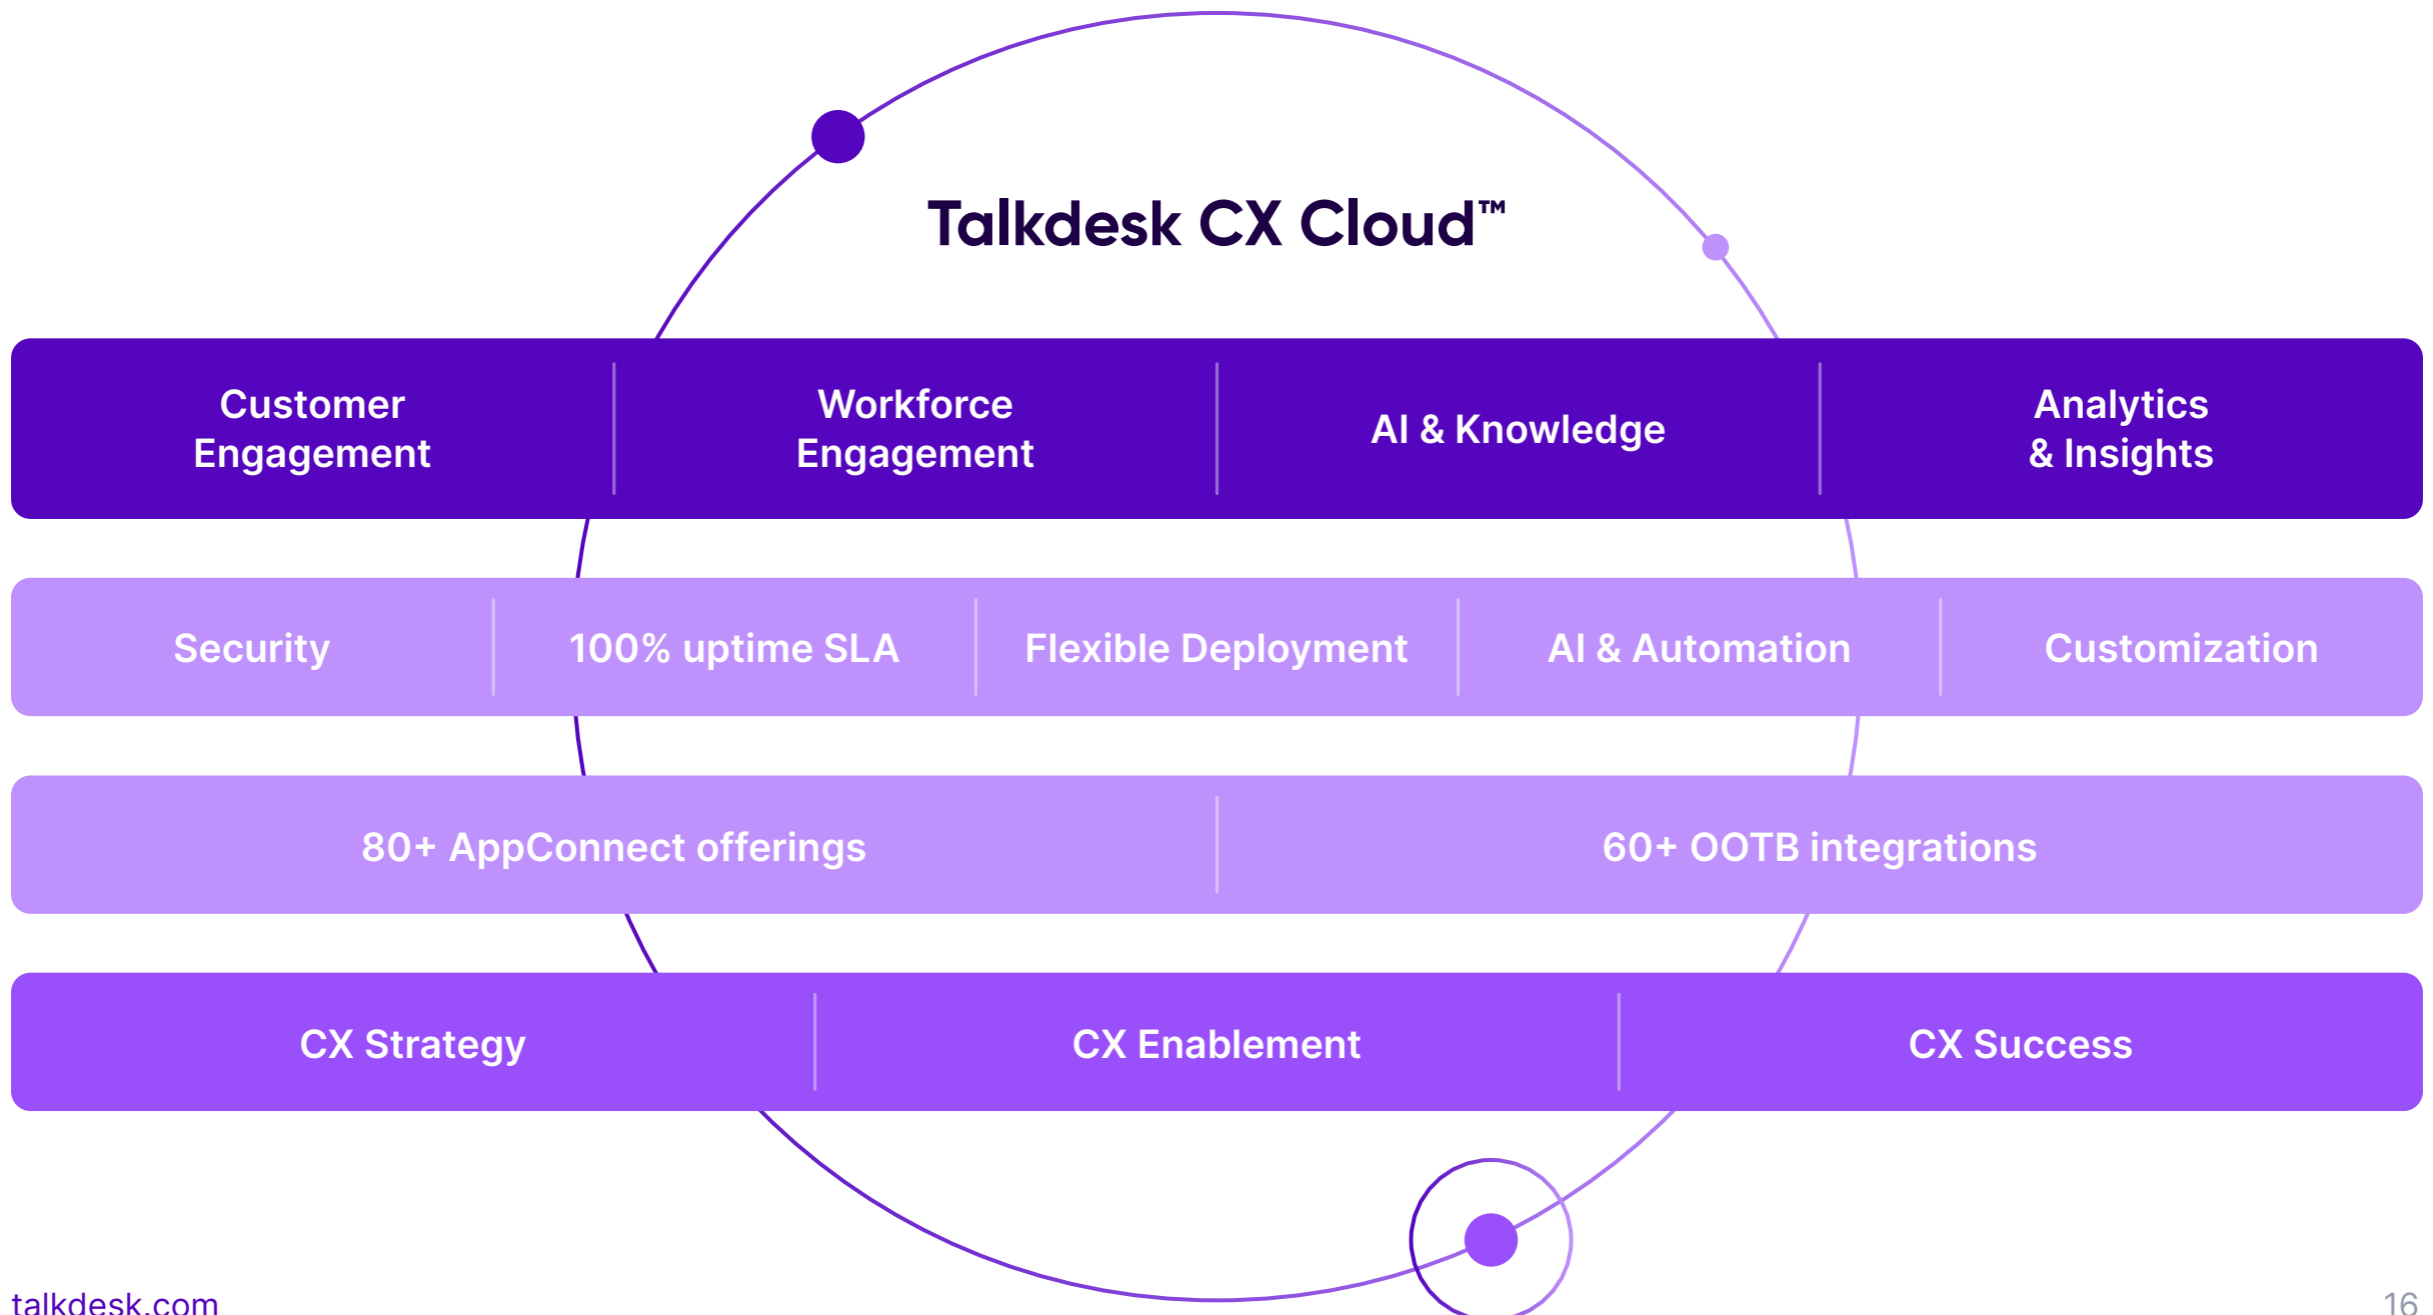 Talkdesk CX Cloud™
Customer
Engagement
Workforce
Engagement
AI & Knowledge
Analytics
& Insights
Security
100% uptime SLA
Flexible Deployment
AI & Automation
Customization
80+ AppConnect offerings
60+ OOTB integrations
CX Strategy
CX Enablement
CX Success
talkdesk.com
16